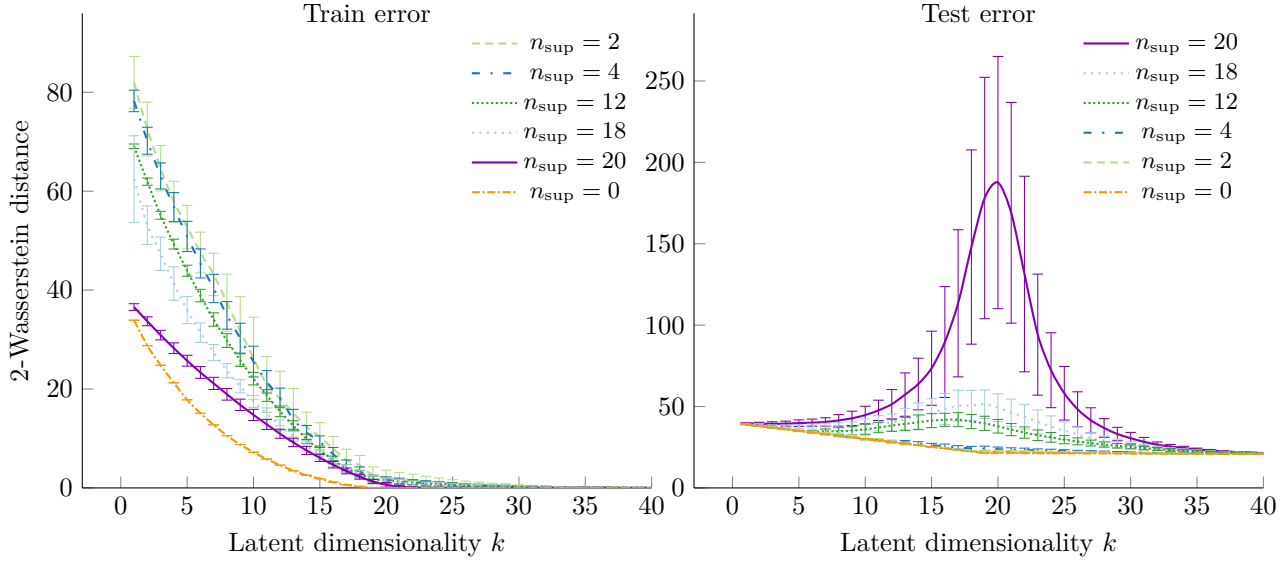 Train error
Test error
2-Wasserstein distance
80
60
40
20
0
n_sup = 2
n_sup = 4
n_sup = 12
n_sup = 18
n_sup = 20
n_sup = 0
0 5 10 15 20 25 30 35 40
Latent dimensionality k
250
200
150
100
50
0
n_sup = 20
n_sup = 18
n_sup = 12
n_sup = 4
n_sup = 2
n_sup = 0
0 5 10 15 20 25 30 35 40
Latent dimensionality k